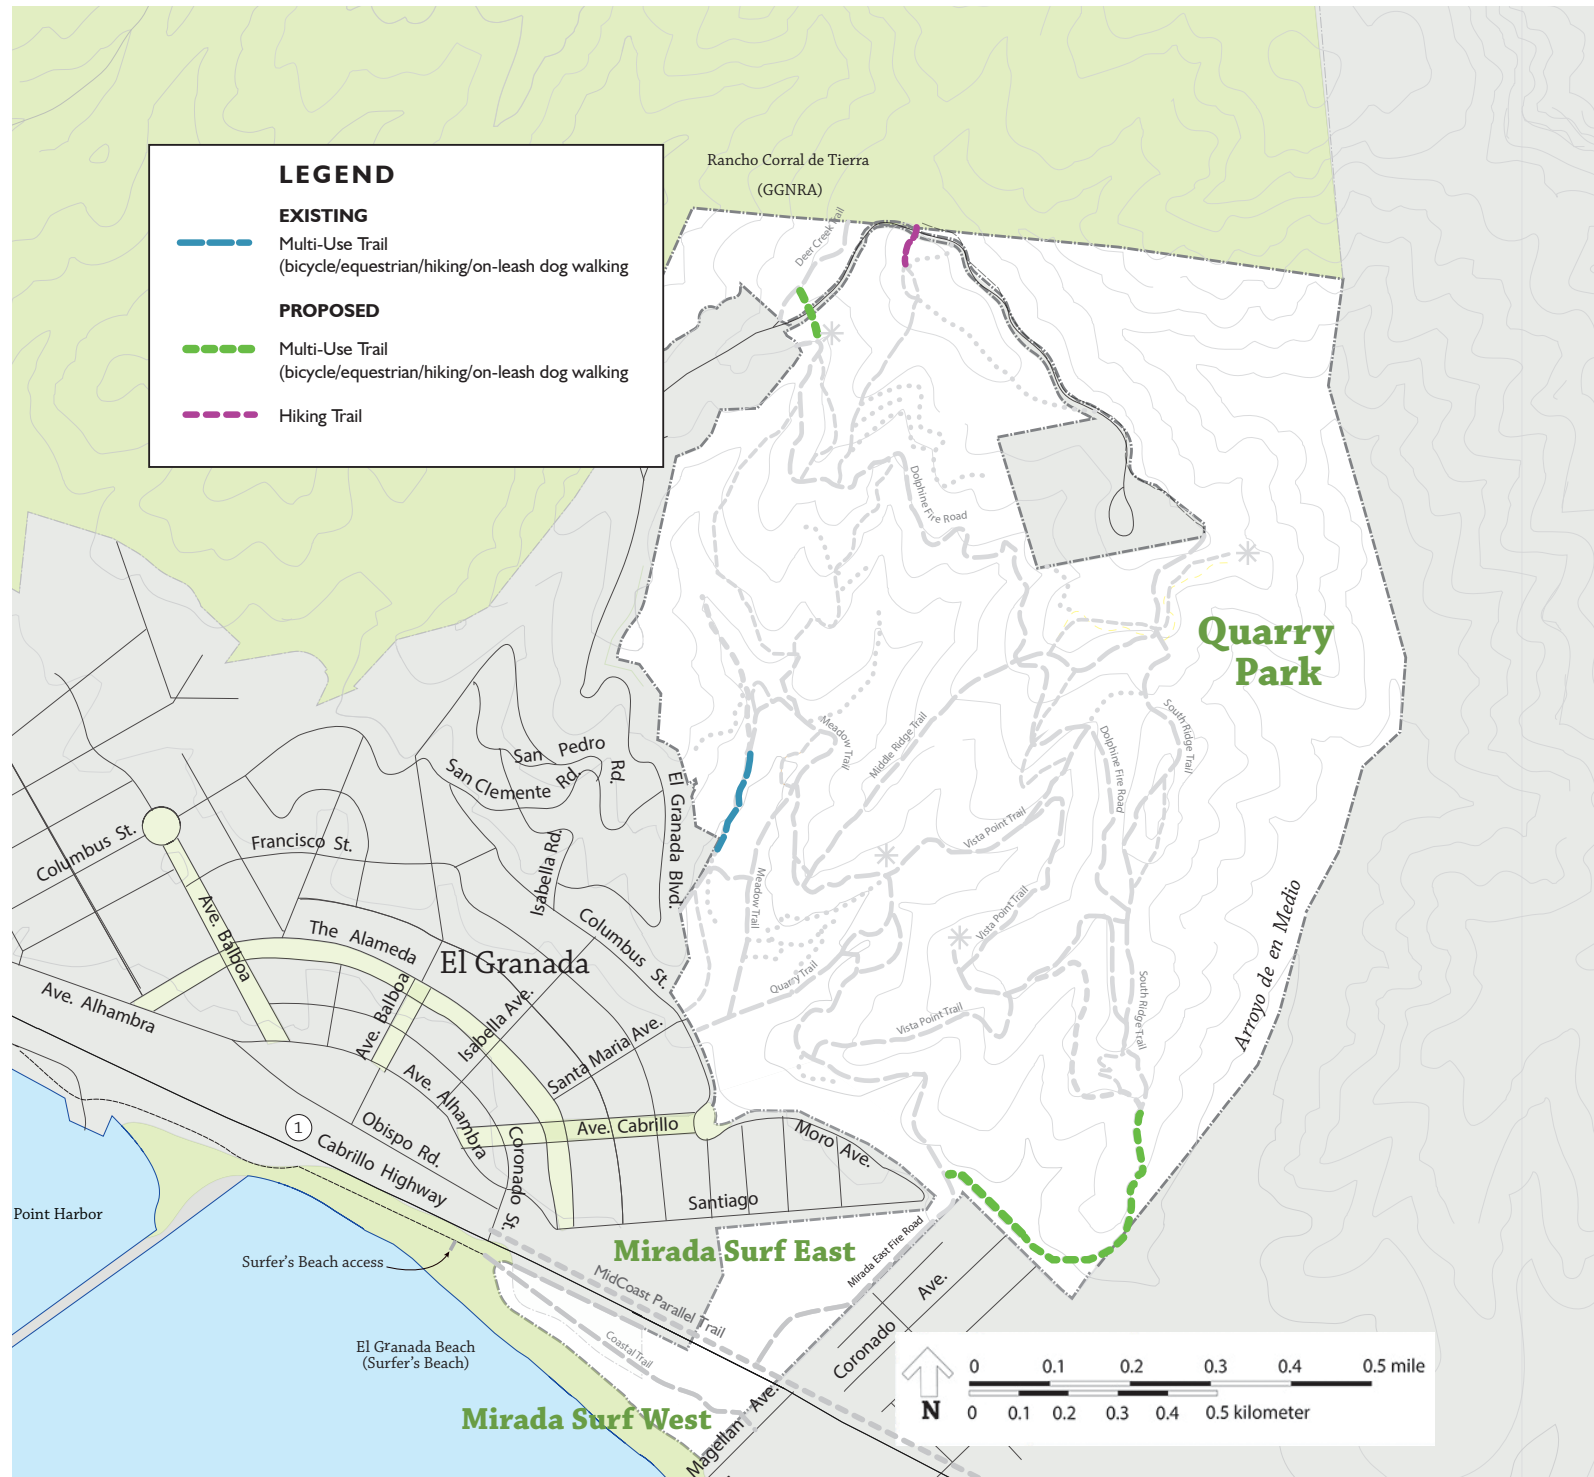 LEGEND
EXISTING
Multi-Use Trail
(bicycle/equestrian/hiking/on-leash dog walking
PROPOSED
Multi-Use Trail
(bicycle/equestrian/hiking/on-leash dog walking
Hiking Trail
Rancho Corral de Tierra
(GGNRA)
Deer Creek Trail
Dolphine Fire Road
Quarry
Park
South Ridge Trail
Meadow Trail
Middle Ridge Trail
Dolphine Fire Road
San Pedro
Rd.
San Clemente Rd.
El Granada Blvd.
Columbus St.
Francisco St.
Isabella Rd.
Vista Point Trail
Meadow Trail
Vista Point Trail
Ave. Balboa
The Alameda
El Granada
Columbus St.
Quarry Trail
Arroyo de en Medio
Ave. Alhambra
Ave. Balboa
Isabella Ave.
Santa Maria Ave.
Vista Point Trail
South Ridge Trail
Ave. Alhambra
1
Obispo Rd.
Cabrillo Highway
Coronado St.
Ave. Cabrillo
Moro Ave.
Santiago
Point Harbor
Surfer's Beach access
Mirada Surf East
Mirada East Fire Road
MidCoast Parallel Trail
Coastal Trail
El Granada Beach
(Surfer's Beach)
Coronado Ave.
Mirada Surf West
Magellan Ave.
N
0 0.1 0.2 0.3 0.4 0.5 mile
0 0.1 0.2 0.3 0.4 0.5 kilometer